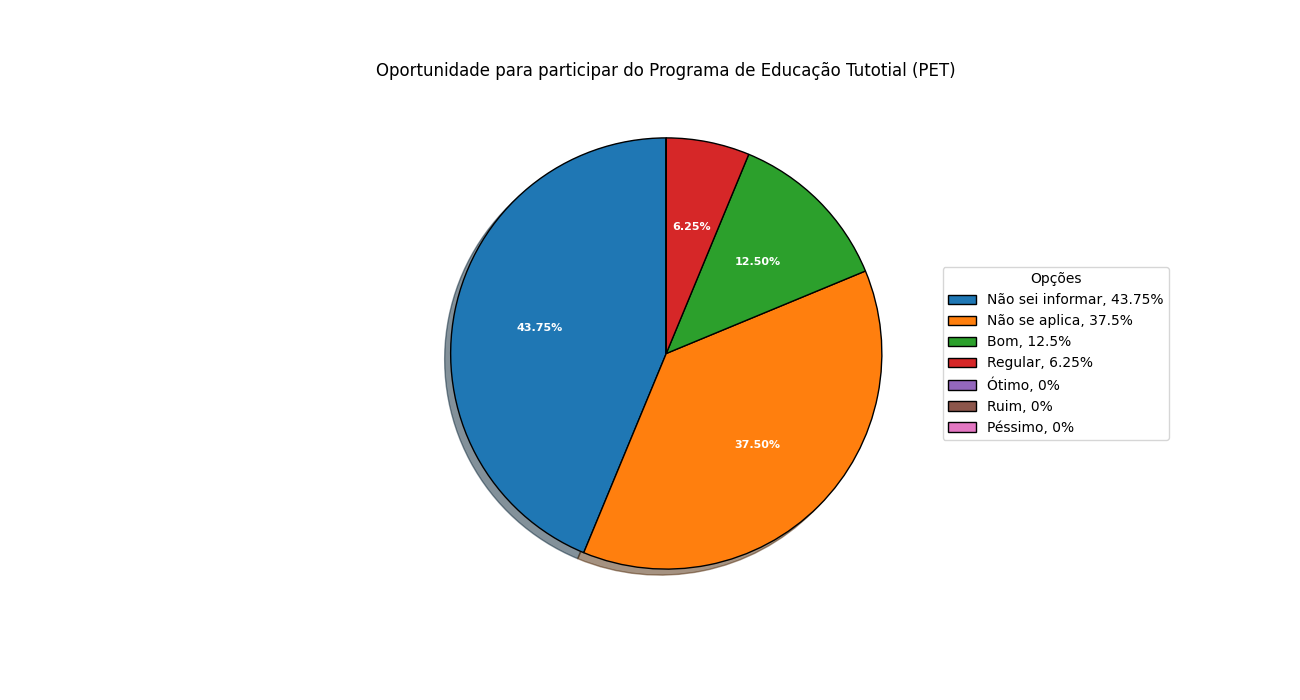 Oportunidade para participar do Programa de Educação Tutotial (PET)
6.25%
12.50%
43.75%
37.50%
Opções
Não sei informar, 43.75%
Não se aplica, 37.5%
Bom, 12.5%
Regular, 6.25%
Ótimo, 0%
Ruim, 0%
Péssimo, 0%